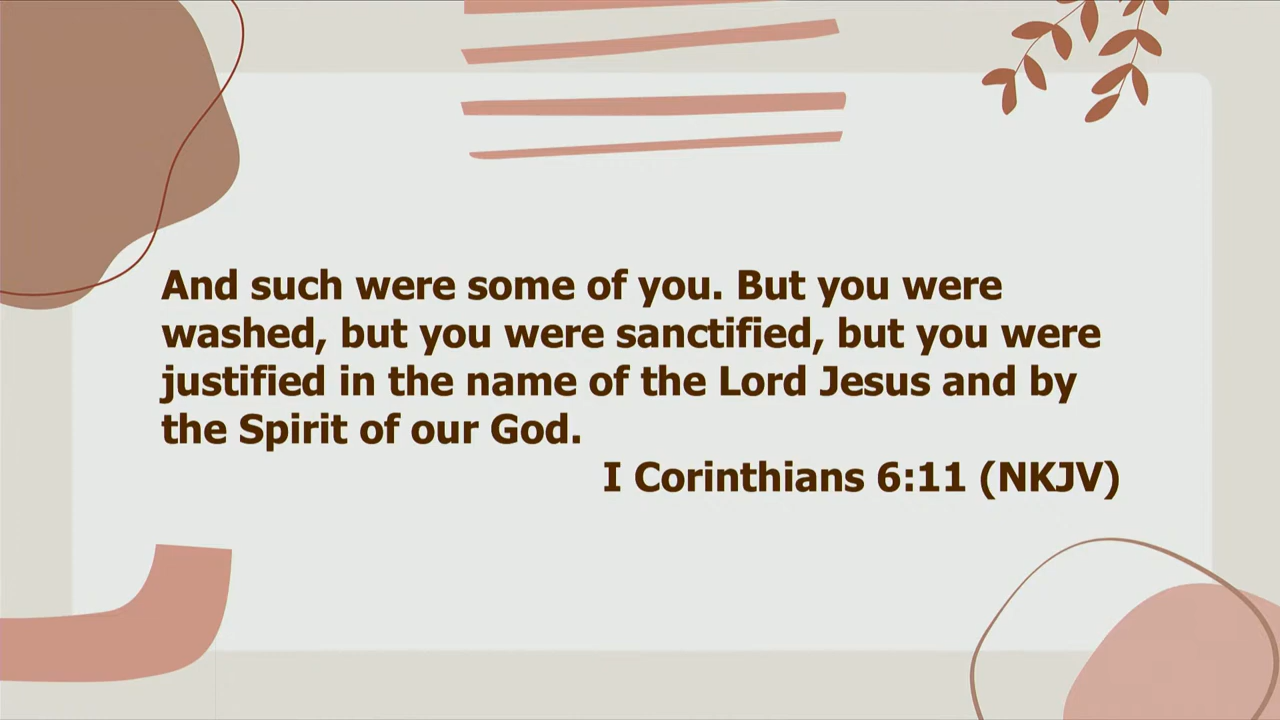 And such were some of you. But you were
washed, but you were sanctified, but you were
justified in the name of the Lord Jesus and by
the Spirit of our God.
I Corinthians 6:11 (NKJV)